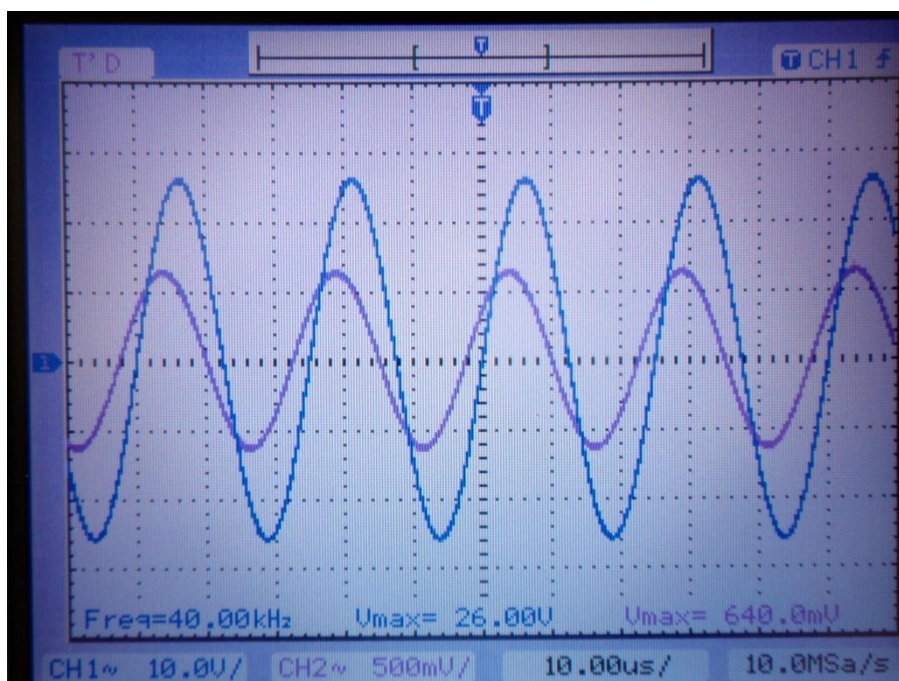 T
T' D
T CH1
T
1
Freq=40.00kHz Vmax= 26.00V Vmax= 640.0mV
CH1~ 10.0V/ CH2~ 500mV/ 10.00us/ 10.0MSa/s